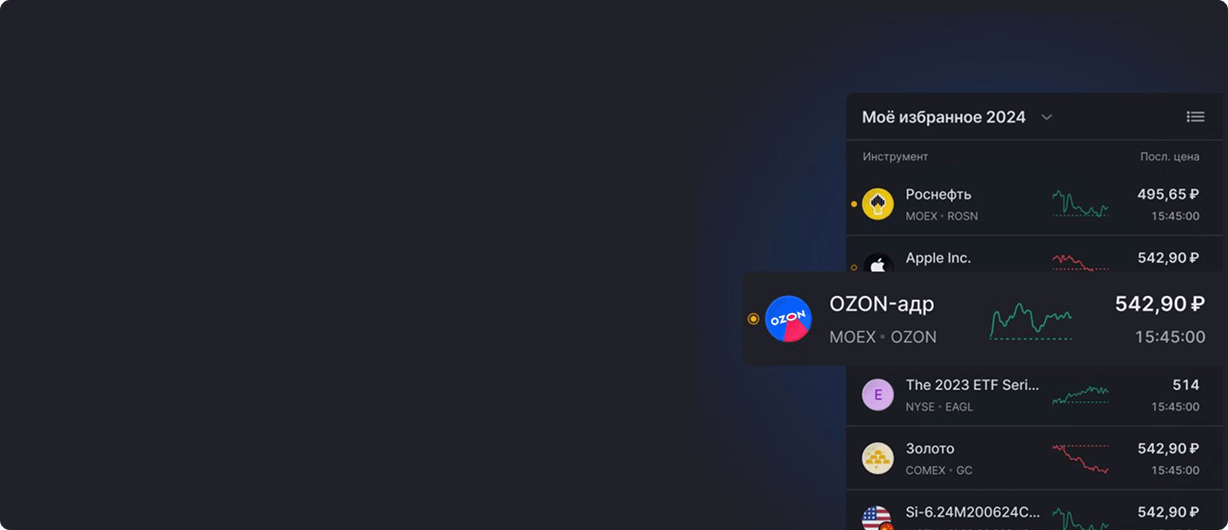 Моё избранное 2024
Инструмент Посл. цена
Роснефть 495,65 ₽
MOEX • ROSN 15:45:00
Apple Inc. 542,90 ₽
OZON
OZON-адр 542,90 ₽
MOEX • OZON 15:45:00
E
The 2023 ETF Seri... 514
NYSE • EAGL 15:45:00
Золото 542,90 ₽
COMEX • GC 15:45:00
Si-6.24M200624C... 542,90 ₽